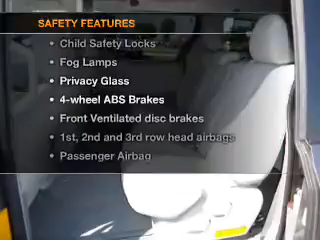 SAFETY FEATURES
• Child Safety Locks
• Fog Lamps
• Privacy Glass
• 4-wheel ABS Brakes
• Front Ventilated disc brakes
• 1st, 2nd and 3rd row head airbags
• Passenger Airbag